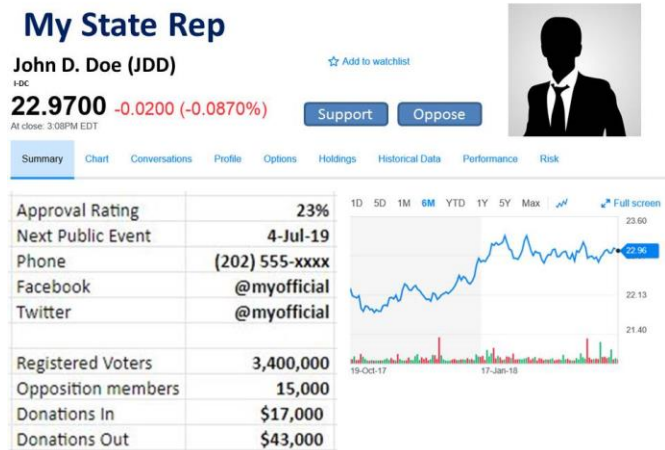 My State Rep
John D. Doe (JDD)
I-DC
22.9700 -0.0200 (-0.0870%)
At close: 3:08PM EDT
Add to watchlist
Support Oppose
Summary Chart Conversations Profile Options Holdings Historical Data Performance Risk
Approval Rating 23%
Next Public Event 4-Jul-19
Phone (202) 555-xxxx
Facebook @myofficial
Twitter @myofficial
Registered Voters 3,400,000
Opposition members 15,000
Donations In $17,000
Donations Out $43,000
1D 5D 1M 6M YTD 1Y 5Y Max Full screen
23.60
22.96
22.13
21.40
19-Oct-17 17-Jan-18